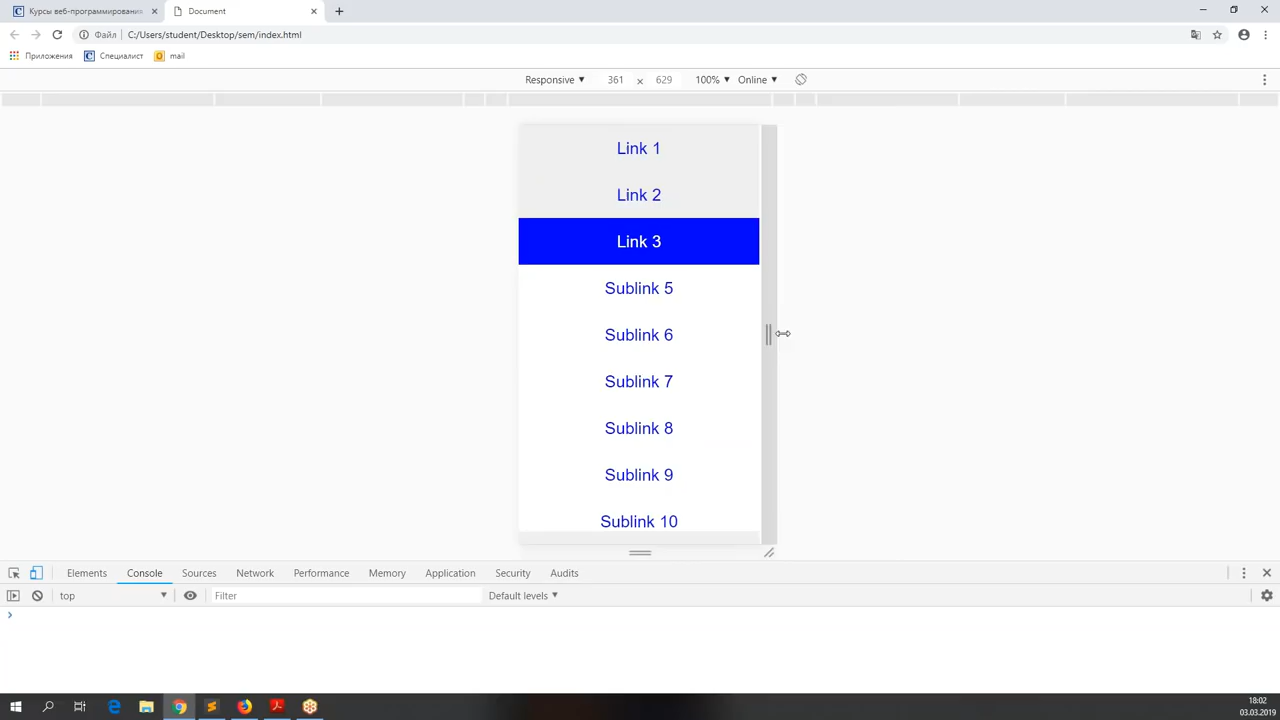 Курсы веб-программирования
Document
Файл
C:/Users/student/Desktop/sem/index.html
Приложения
Специалист
mail
Responsive
361 × 629
100%
Online
Link 1
Link 2
Link 3
Sublink 5
Sublink 6
Sublink 7
Sublink 8
Sublink 9
Sublink 10
Elements
Console
Sources
Network
Performance
Memory
Application
Security
Audits
top
Filter
Default levels
18:02
03.03.2019